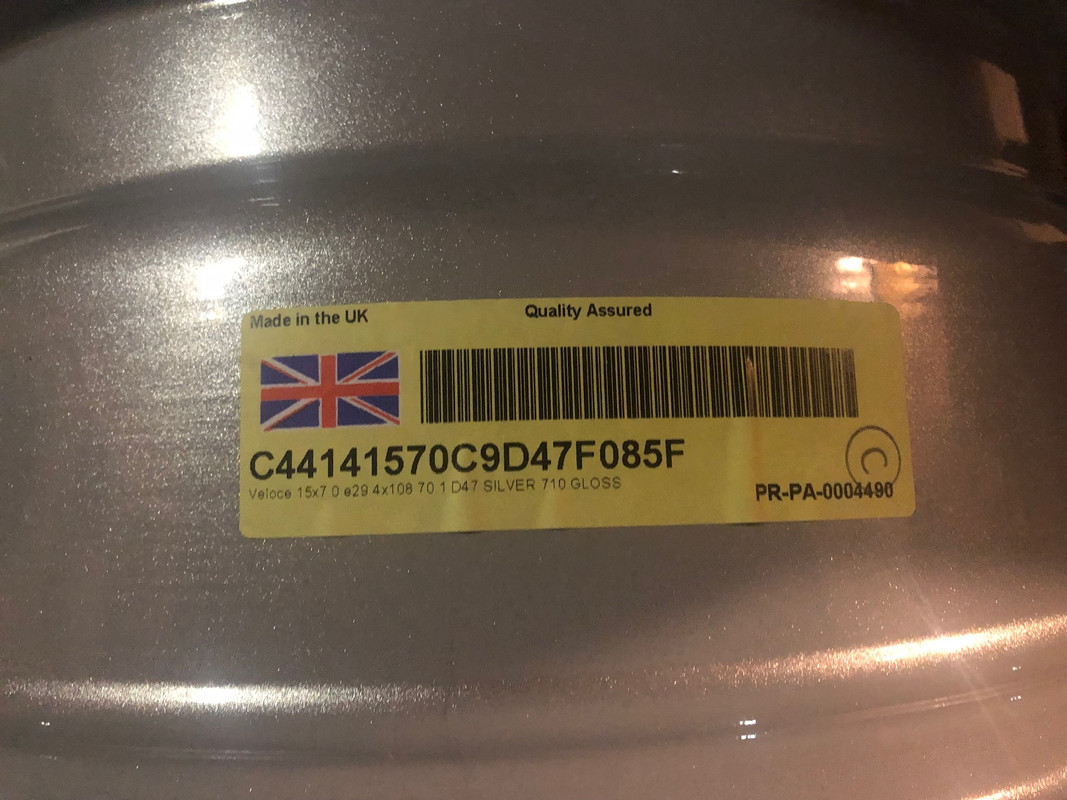 Made in the UK Quality Assured
C44141570C9D47F085F
Veloce 15x7.0 e29 4x108 70.1 D47 SILVER 710 GLOSS
C
PR-PA-0004490